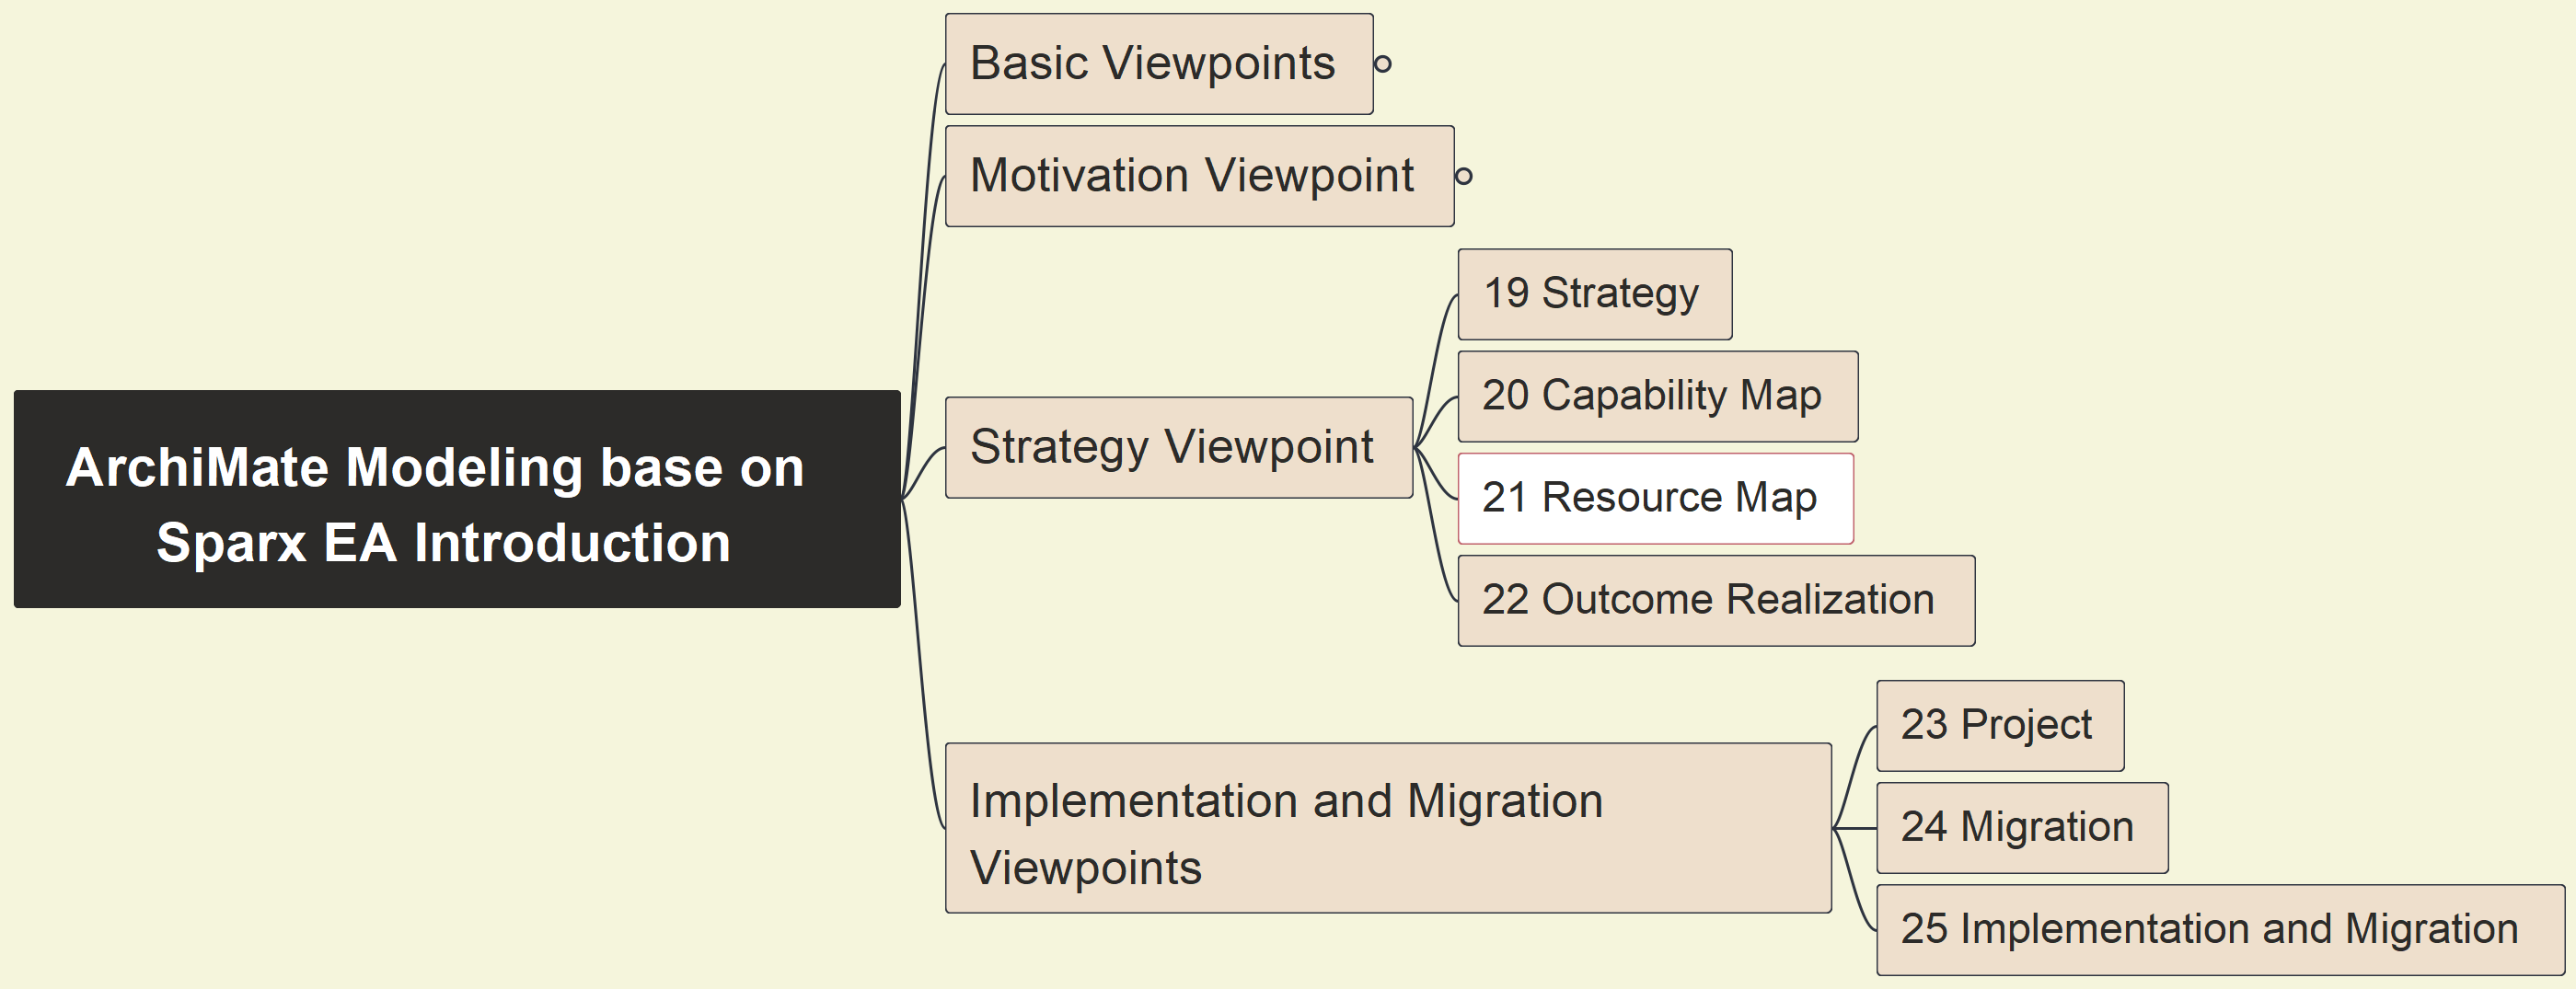 ArchiMate Modeling base on
Sparx EA Introduction
Basic Viewpoints
Motivation Viewpoint
Strategy Viewpoint
19 Strategy
20 Capability Map
21 Resource Map
22 Outcome Realization
Implementation and Migration
Viewpoints
23 Project
24 Migration
25 Implementation and Migration